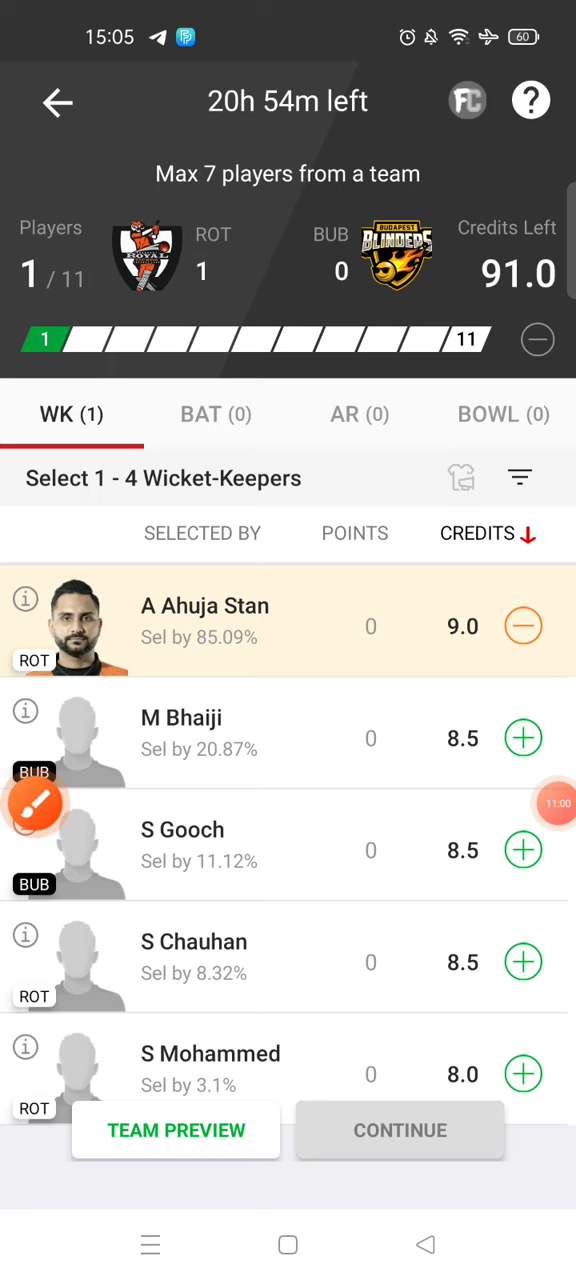 15:05
60
20h 54m left
FC
?
Max 7 players from a team
Players
ROT
BUB
Credits Left
1 / 11
1
0
91.0
ROYAL
BUDAPEST
BLINDERS
1
11
WK (1)
BAT (0)
AR (0)
BOWL (0)
Select 1 - 4 Wicket-Keepers
SELECTED BY
POINTS
CREDITS
A Ahuja Stan
Sel by 85.09%
0
9.0
ROT
M Bhaiji
Sel by 20.87%
0
8.5
BUB
11:00
S Gooch
Sel by 11.12%
0
8.5
BUB
S Chauhan
Sel by 8.32%
0
8.5
ROT
S Mohammed
Sel by 3.1%
0
8.0
ROT
TEAM PREVIEW
CONTINUE